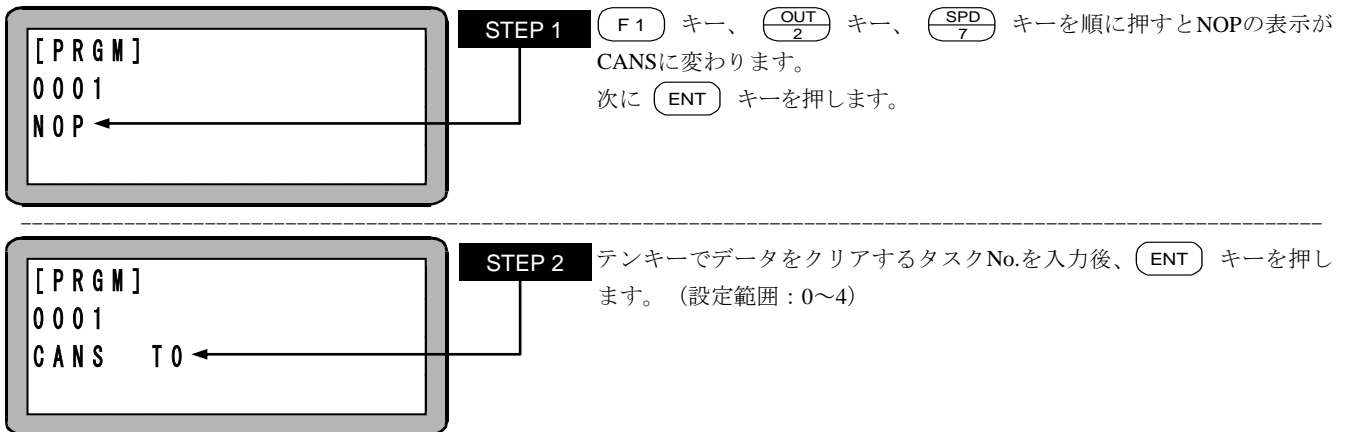 [PRGM]
0001
NOP
STEP 1
F1 キー、 OUT 2 キー、 SPD 7 キーを順に押すとNOPの表示が
CANSに変わります。
次に ENT キーを押します。
[PRGM]
0001
CANS T0
STEP 2
テンキーでデータをクリアするタスクNo.を入力後、 ENT キーを押し
ます。（設定範囲：0〜4）